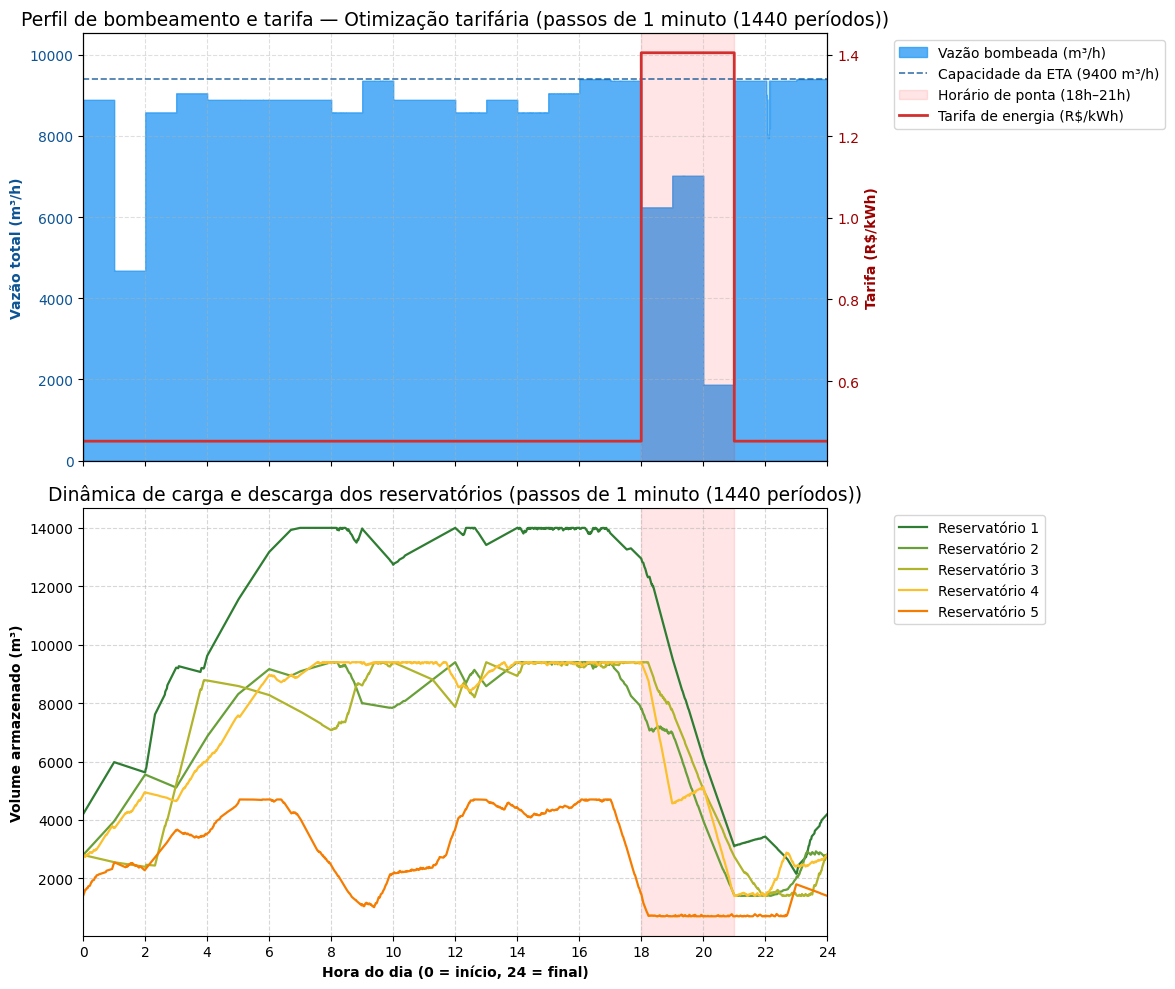 Perfil de bombeamento e tarifa — Otimização tarifária (passos de 1 minuto (1440 períodos))
10000
8000
6000
4000
2000
0
Vazão total (m³/h)
1.4
1.2
1.0
0.8
0.6
Tarifa (R$/kWh)
Vazão bombeada (m³/h)
Capacidade da ETA (9400 m³/h)
Horário de ponta (18h–21h)
Tarifa de energia (R$/kWh)
Dinâmica de carga e descarga dos reservatórios (passos de 1 minuto (1440 períodos))
14000
12000
10000
8000
6000
4000
2000
Volume armazenado (m³)
0 2 4 6 8 10 12 14 16 18 20 22 24
Hora do dia (0 = início, 24 = final)
Reservatório 1
Reservatório 2
Reservatório 3
Reservatório 4
Reservatório 5